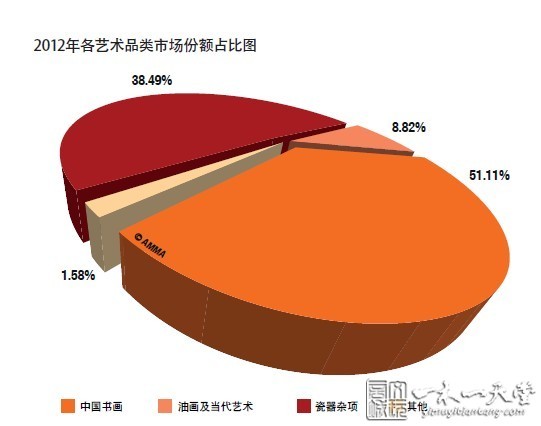 2012年各艺术品类市场份额占比图
38.49%
8.82%
51.11%
© AMMA
1.58%
中国书画
油画及当代艺术
瓷器杂项
其他